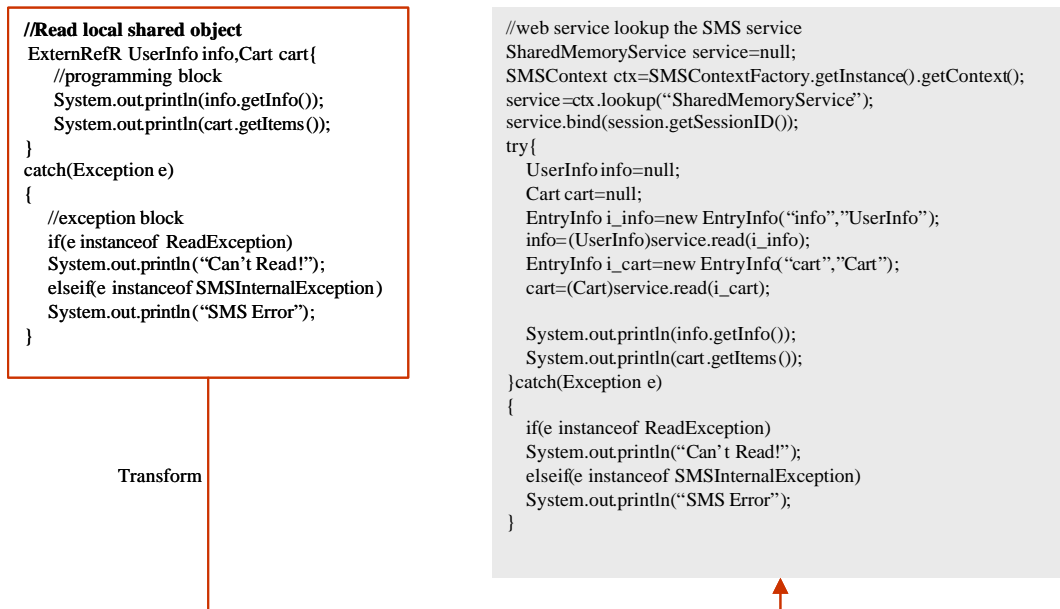 //Read local shared object
ExternRefR UserInfo info,Cart cart{
//programming block
System.out.println(info.getInfo());
System.out.println(cart.getItems());
}
catch(Exception e)
{
//exception block
if(e instanceof ReadException)
System.out.println(“Can’t Read!”);
elseif(e instanceof SMSInternalException)
System.out.println(“SMS Error”);
}
Transform
//web service lookup the SMS service
SharedMemoryService service=null;
SMSContext ctx=SMSContextFactory.getInstance().getContext();
service=ctx.lookup(“SharedMemoryService”);
service.bind(session.getSessionID());
try{
UserInfo info=null;
Cart cart=null;
EntryInfo i_info=new EntryInfo(“info”,”UserInfo”);
info=(UserInfo)service.read(i_info);
EntryInfo i_cart=new EntryInfo(“cart”,”Cart”);
cart=(Cart)service.read(i_cart);
System.out.println(info.getInfo());
System.out.println(cart.getItems());
}catch(Exception e)
{
if(e instanceof ReadException)
System.out.println(“Can’t Read!”);
elseif(e instanceof SMSInternalException)
System.out.println(“SMS Error”);
}